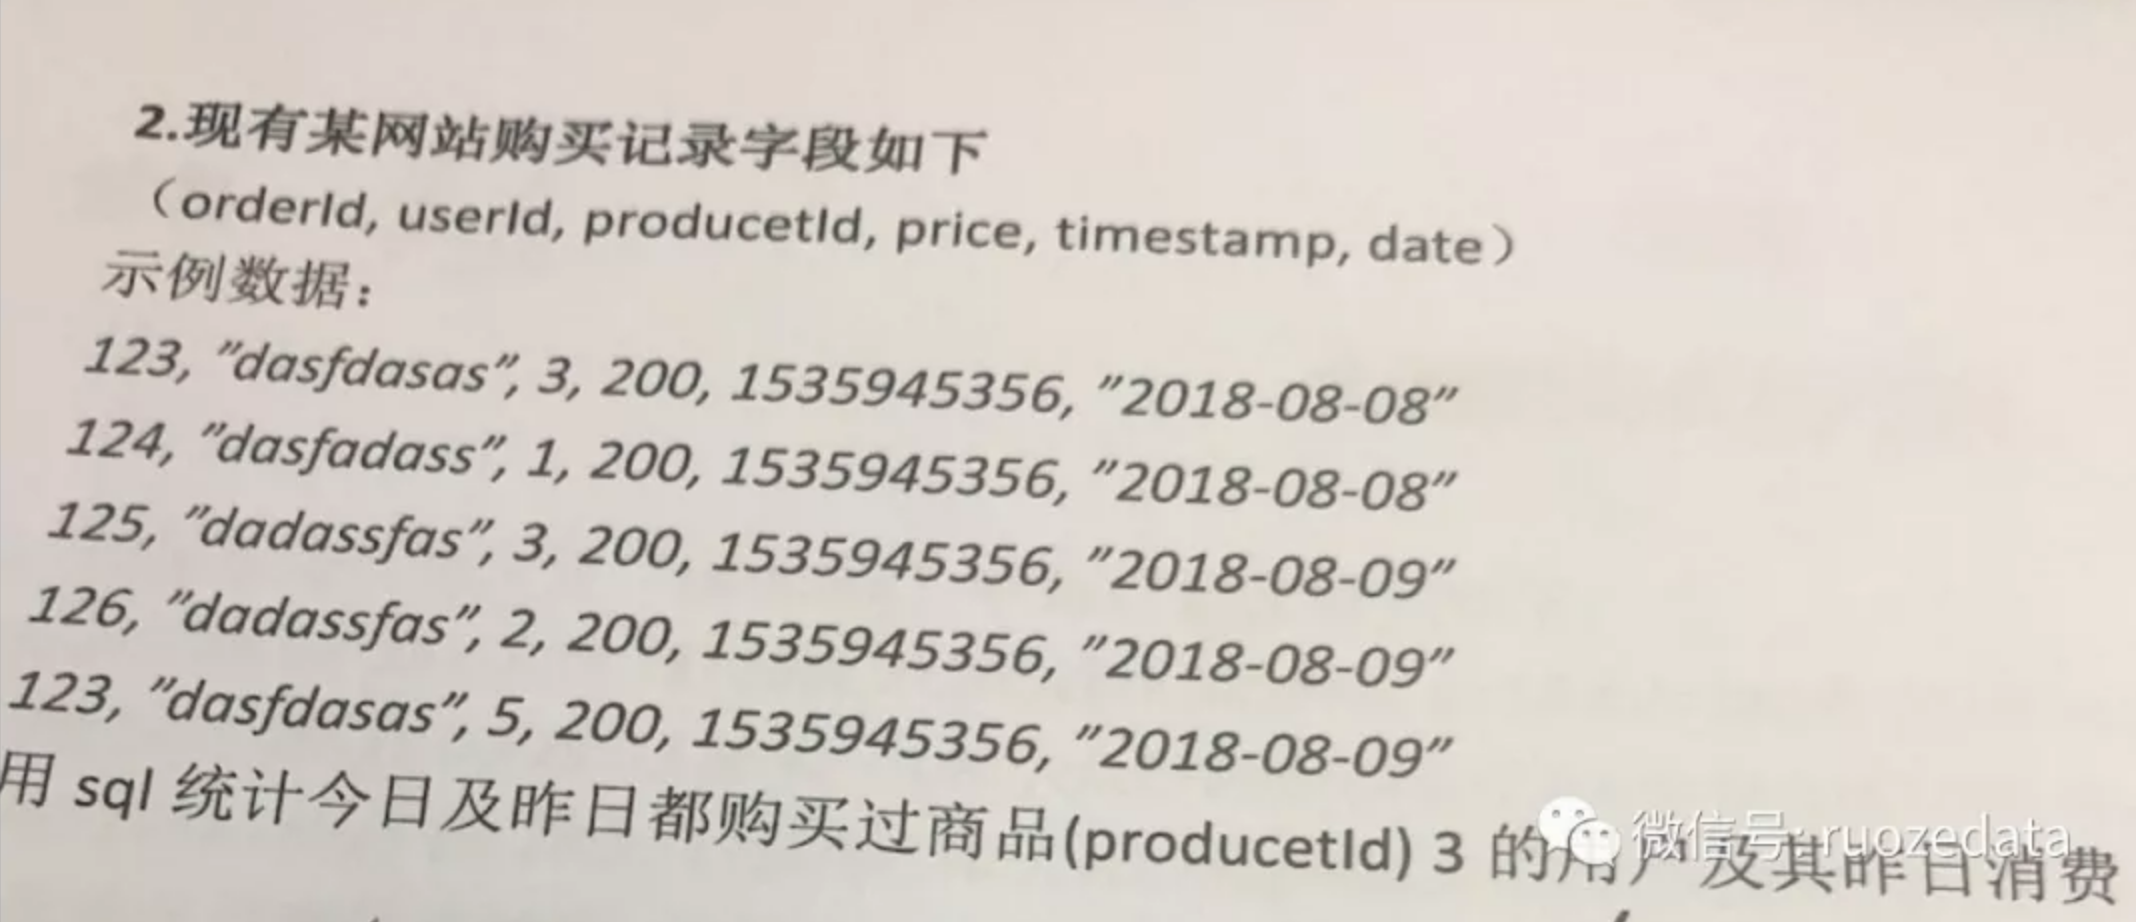 2.现有某网站购买记录字段如下
（orderId, userId, producetId, price, timestamp, date）
示例数据：
123, ”dasfdasas”, 3, 200, 1535945356, ”2018-08-08”
124, ”dasfadass”, 1, 200, 1535945356, ”2018-08-08”
125, ”dadassfas”, 3, 200, 1535945356, ”2018-08-09”
126, ”dadassfas”, 2, 200, 1535945356, ”2018-08-09”
123, ”dasfdasas”, 5, 200, 1535945356, ”2018-08-09”
用 sql 统计今日及昨日都购买过商品(producetId) 3 的用户及其昨日消费
微信号: ruozedata